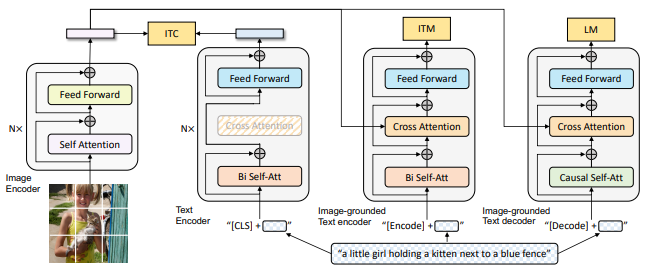 ITC
ITM
LM
Feed Forward
Self Attention
N×
Image
Encoder
Feed Forward
Cross Attention
Bi Self-Att
N×
Text
Encoder
"[CLS] + "
Feed Forward
Cross Attention
Bi Self-Att
Image-grounded
Text encoder
"[Encode] + "
Feed Forward
Cross Attention
Causal Self-Att
Image-grounded
Text decoder
"[Decode] + "
"a little girl holding a kitten next to a blue fence"